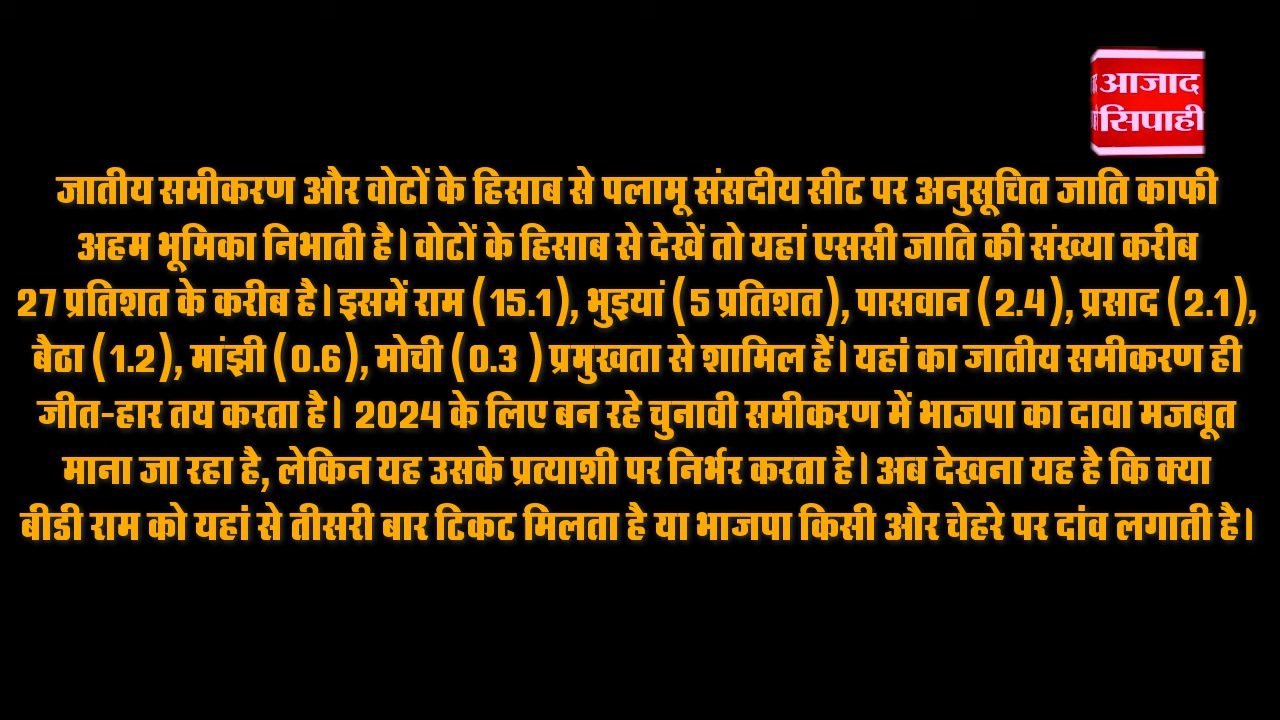 आजाद
सिपाही
जातीय समीकरण और वोटों के हिसाब से पलामू संसदीय सीट पर अनुसूचित जाति काफी
अहम भूमिका निभाती है। वोटों के हिसाब से देखें तो यहां एससी जाति की संख्या करीब
27 प्रतिशत के करीब है। इसमें राम (15.1), भुइयां (5 प्रतिशत), पासवान (2.4), प्रसाद (2.1),
बैठा (1.2), मांझी (0.6), मोची (0.3 ) प्रमुखता से शामिल हैं। यहां का जातीय समीकरण ही
जीत-हार तय करता है। 2024 के लिए बन रहे चुनावी समीकरण में भाजपा का दावा मजबूत
माना जा रहा है, लेकिन यह उसके प्रत्याशी पर निर्भर करता है। अब देखना यह है कि क्या
बीडी राम को यहां से तीसरी बार टिकट मिलता है या भाजपा किसी और चेहरे पर दांव लगाती है।